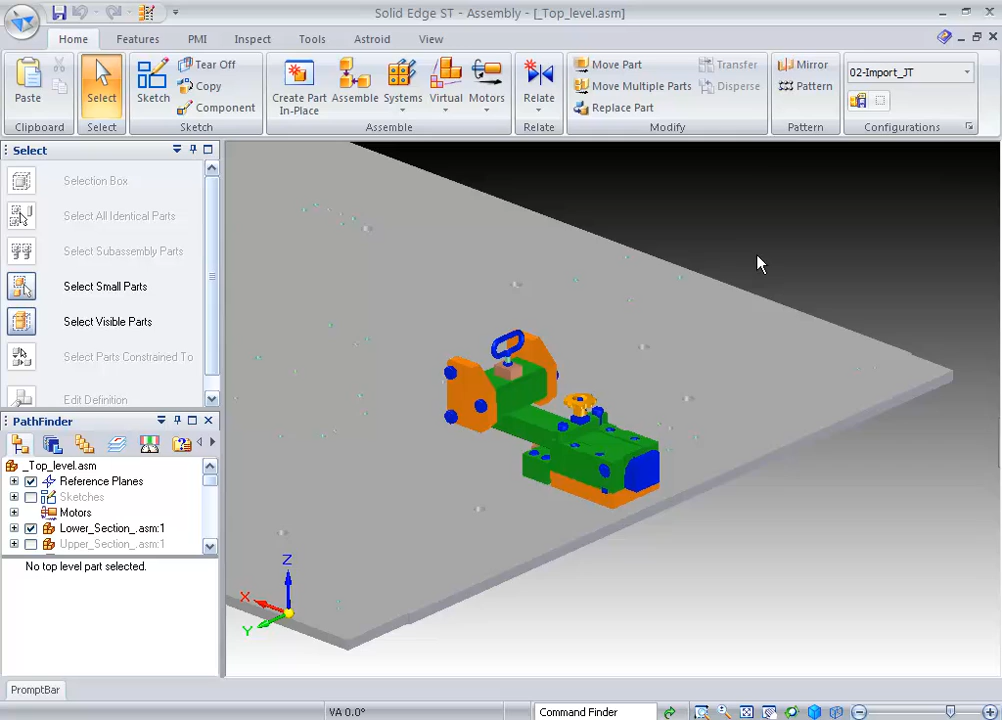 Solid Edge ST - Assembly - [_Top_level.asm]
Home Features PMI Inspect Tools Astroid View
Paste
Clipboard
Select
Select
Sketch
Tear Off
Copy
Component
Sketch
Create Part In-Place
Assemble
Systems
Virtual
Motors
Assemble
Relate
Relate
Move Part
Move Multiple Parts
Replace Part
Transfer
Disperse
Modify
Mirror
Pattern
Pattern
02-Import_JT
Configurations
Select
Selection Box
Select All Identical Parts
Select Subassembly Parts
Select Small Parts
Select Visible Parts
Select Parts Constrained To
Edit Definition
PathFinder
_Top_level.asm
Reference Planes
Sketches
Motors
Lower_Section_.asm:1
Upper_Section_.asm:1
No top level part selected.
Z
X
Y
PromptBar
VA 0.0°
Command Finder